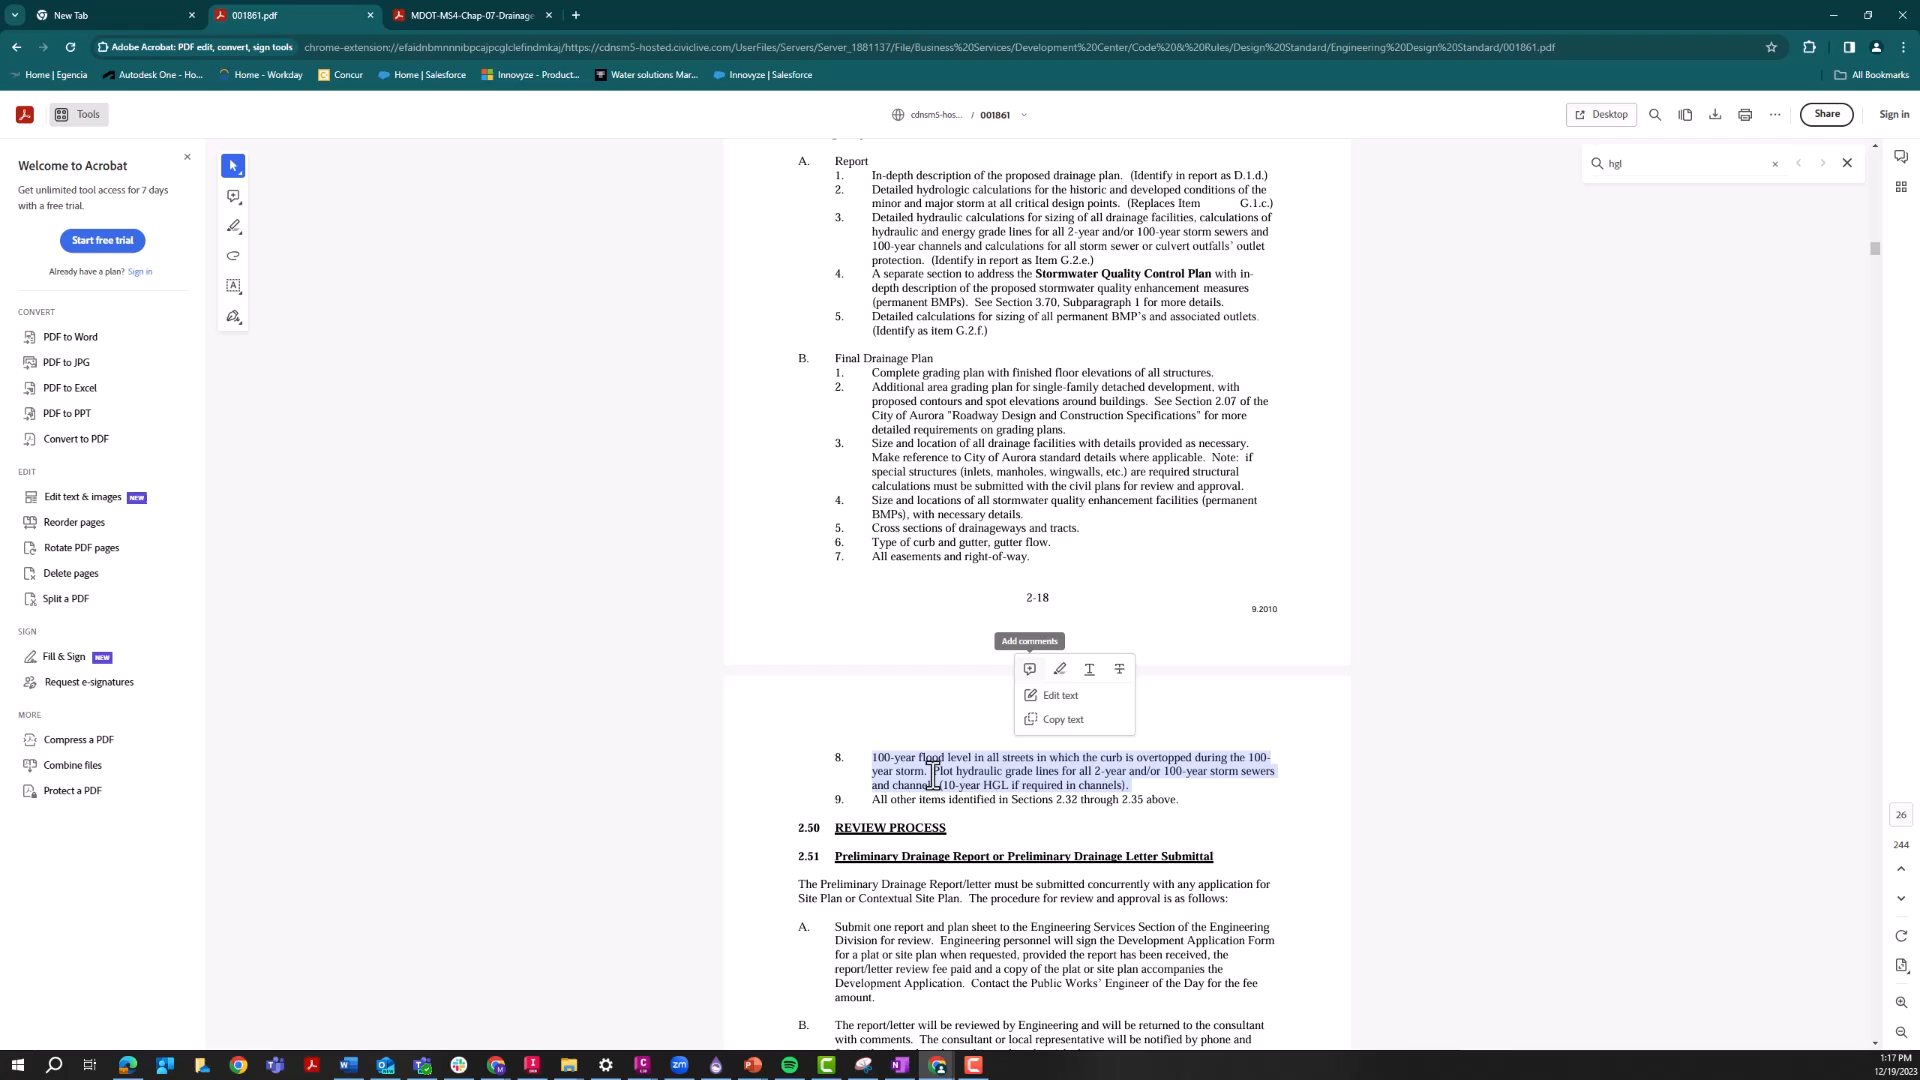 New Tab
001861.pdf
MDOT-MS4-Chap-07-Drainage
Adobe Acrobat: PDF edit, convert, sign tools
chrome-extension://efaidnbmnnnibpcajpcglclefindmkaj/https://cdnsm5-hosted.civiclive.com/UserFiles/Servers/Server_1881137/File/Business%20Services/Development%20Center/Code%20&%20Rules/Design%20Standard/Engineering%20Design%20Standard/001861.pdf
Home | Egencia
Autodesk One - Ho...
Home - Workday
Concur
Home | Salesforce
Innovyze - Product...
Water solutions Mar...
Innovyze | Salesforce
All Bookmarks
Tools
cdnsm5-hos... / 001861
Desktop
Share
Sign in
hgl
Welcome to Acrobat
Get unlimited tool access for 7 days
with a free trial.
Start free trial
Already have a plan? Sign in
CONVERT
PDF to Word
PDF to JPG
PDF to Excel
PDF to PPT
Convert to PDF
EDIT
Edit text & images NEW
Reorder pages
Rotate PDF pages
Delete pages
Split a PDF
SIGN
Fill & Sign NEW
Request e-signatures
MORE
Compress a PDF
Combine files
Protect a PDF
A. Report
1. In-depth description of the proposed drainage plan. (Identify in report as D.1.d.)
2. Detailed hydrologic calculations for the historic and developed conditions of the
minor and major storm at all critical design points. (Replaces Item G.1.c.)
3. Detailed hydraulic calculations for sizing of all drainage facilities, calculations of
hydraulic and energy grade lines for all 2-year and/or 100-year storm sewers and
100-year channels and calculations for all storm sewer or culvert outfalls' outlet
protection. (Identify in report as Item G.2.e.)
4. A separate section to address the Stormwater Quality Control Plan with in-
depth description of the proposed stormwater quality enhancement measures
(permanent BMPs). See Section 3.70, Subparagraph 1 for more details.
5. Detailed calculations for sizing of all permanent BMP's and associated outlets.
(Identify as item G.2.f.)
B. Final Drainage Plan
1. Complete grading plan with finished floor elevations of all structures.
2. Additional area grading plan for single-family detached development, with
proposed contours and spot elevations around buildings. See Section 2.07 of the
City of Aurora "Roadway Design and Construction Specifications" for more
detailed requirements on grading plans.
3. Size and location of all drainage facilities with details provided as necessary.
Make reference to City of Aurora standard details where applicable. Note: if
special structures (inlets, manholes, wingwalls, etc.) are required structural
calculations must be submitted with the civil plans for review and approval.
4. Size and locations of all stormwater quality enhancement facilities (permanent
BMPs), with necessary details.
5. Cross sections of drainageways and tracts.
6. Type of curb and gutter, gutter flow.
7. All easements and right-of-way.
2-18
9.2010
Add comments
Edit text
Copy text
8. 100-year flood level in all streets in which the curb is overtopped during the 100-
year storm. Plot hydraulic grade lines for all 2-year and/or 100-year storm sewers
and channels (10-year HGL if required in channels).
9. All other items identified in Sections 2.32 through 2.35 above.
2.50 REVIEW PROCESS
2.51 Preliminary Drainage Report or Preliminary Drainage Letter Submittal
The Preliminary Drainage Report/letter must be submitted concurrently with any application for
Site Plan or Contextual Site Plan. The procedure for review and approval is as follows:
A. Submit one report and plan sheet to the Engineering Services Section of the Engineering
Division for review. Engineering personnel will sign the Development Application Form
for a plat or site plan when requested, provided the report has been received, the
report/letter review fee paid and a copy of the plat or site plan accompanies the
Development Application. Contact the Public Works' Engineer of the Day for the fee
amount.
B. The report/letter will be reviewed by Engineering and will be returned to the consultant
with comments. The consultant or local representative will be notified by phone and
26
244
1:17 PM
12/19/2023